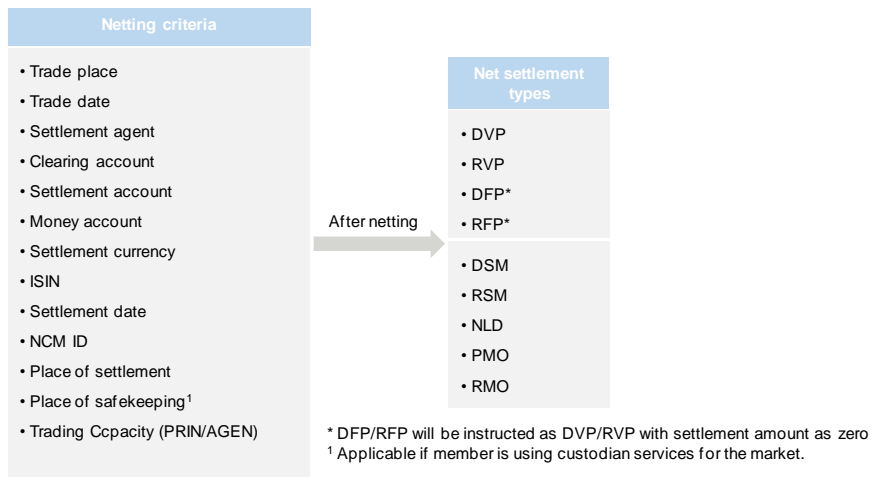 Netting criteria
• Trade place
• Trade date
• Settlement agent
• Clearing account
• Settlement account
• Money account
• Settlement currency
• ISIN
• Settlement date
• NCM ID
• Place of settlement
• Place of safekeeping¹
• Trading Ccpacity (PRIN/AGEN)
After netting
Net settlement
types
• DVP
• RVP
• DFP*
• RFP*
• DSM
• RSM
• NLD
• PMO
• RMO
* DFP/RFP will be instructed as DVP/RVP with settlement amount as zero
¹ Applicable if member is using custodian services for the market.